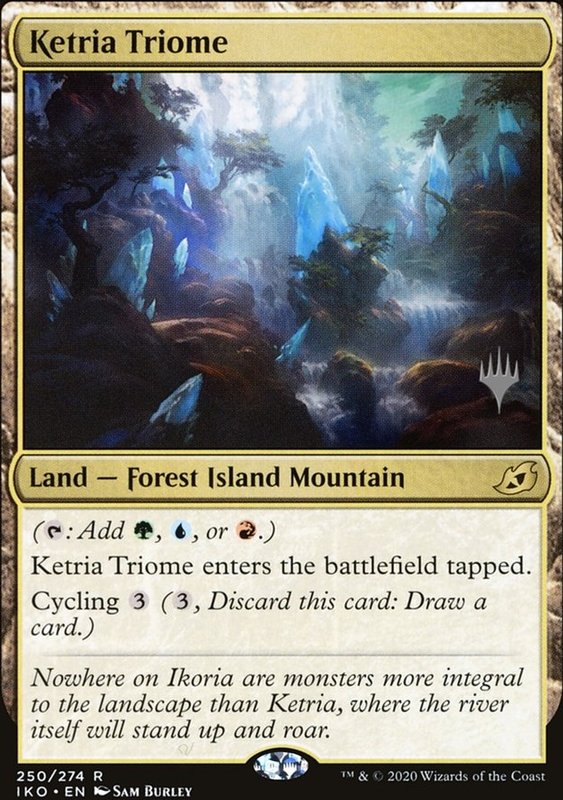 Ketria Triome
Land — Forest Island Mountain
(: Add , , or .)
Ketria Triome enters the battlefield tapped.
Cycling 3 (3, Discard this card: Draw a
card.)
Nowhere on Ikoria are monsters more integral
to the landscape than Ketria, where the river
itself will stand up and roar.
250/274 R
IKO • EN Sam Burley
™ & © 2020 Wizards of the Coast